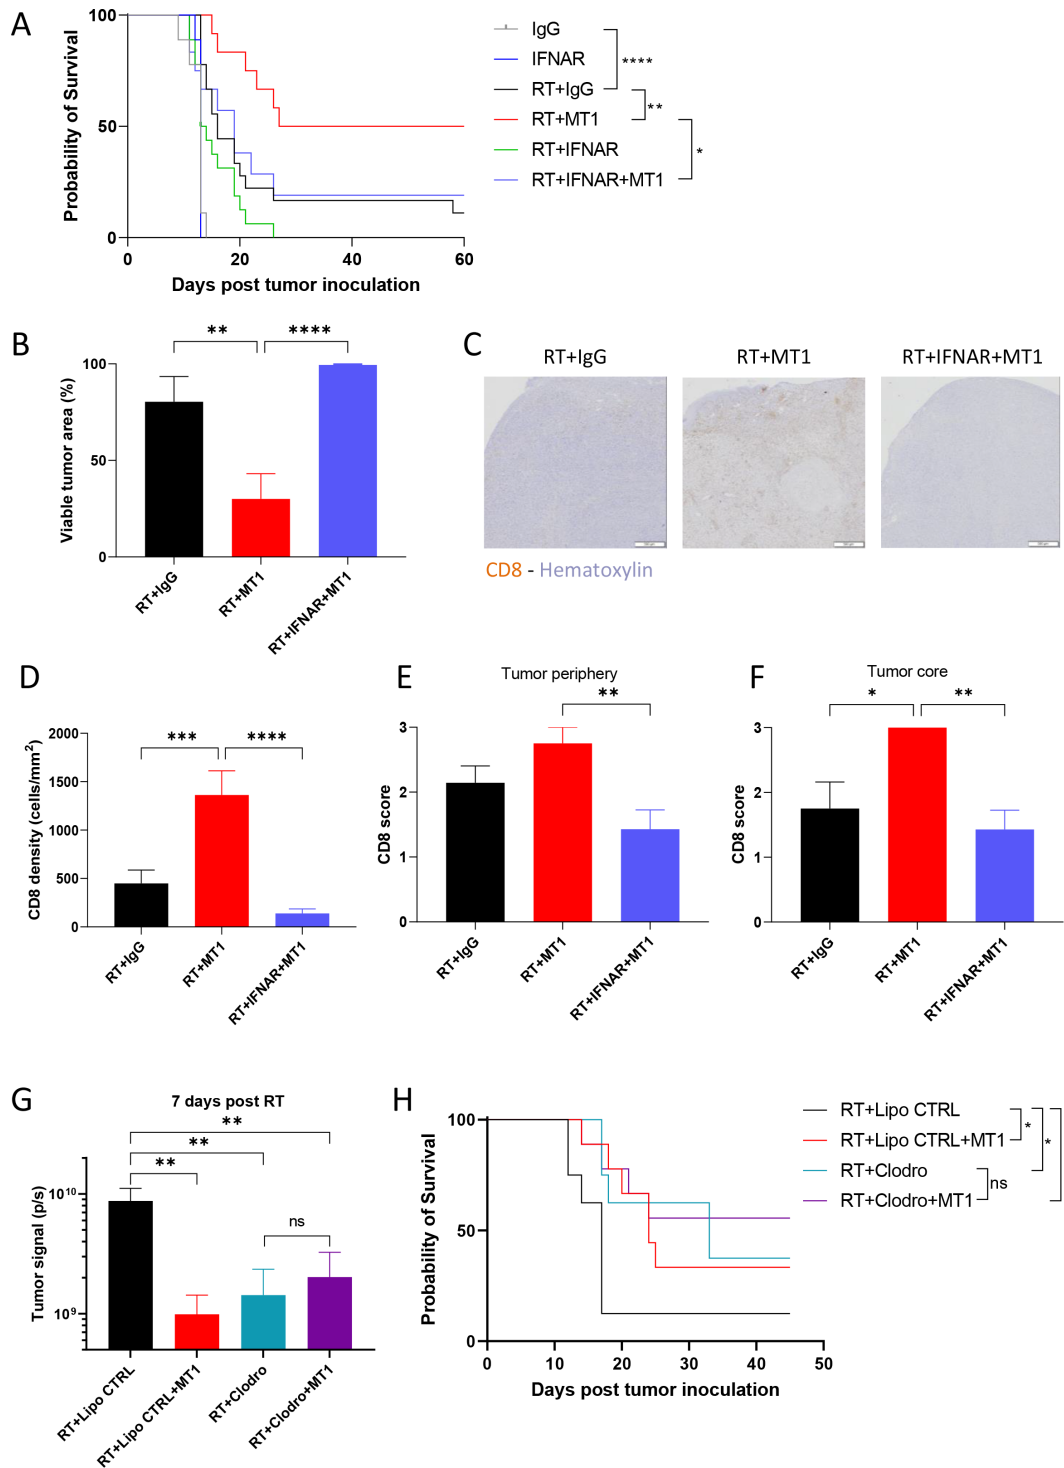 A
Probability of Survival
100
50
0
0 20 40 60
Days post tumor inoculation
IgG
IFNAR
RT+IgG
RT+MT1
RT+IFNAR
RT+IFNAR+MT1
****
**
*
B
Viable tumor area (%)
100
50
0
** ****
RT+IgG
RT+MT1
RT+IFNAR+MT1
C
RT+IgG RT+MT1 RT+IFNAR+MT1
CD8 - Hematoxylin
D
CD8 density (cells/mm²)
2000
1500
1000
500
0
*** ****
RT+IgG
RT+MT1
RT+IFNAR+MT1
E
Tumor periphery
**
CD8 score
3
2
1
0
RT+IgG
RT+MT1
RT+IFNAR+MT1
F
Tumor core
* **
CD8 score
3
2
1
0
RT+IgG
RT+MT1
RT+IFNAR+MT1
G
7 days post RT
**
**
**
ns
Tumor signal (p/s)
10¹⁰
10⁹
RT+Lipo CTRL
RT+Lipo CTRL+MT1
RT+Clodro
RT+Clodro+MT1
H
Probability of Survival
100
50
0
0 10 20 30 40 50
Days post tumor inoculation
RT+Lipo CTRL
RT+Lipo CTRL+MT1
RT+Clodro
RT+Clodro+MT1
*
*
*
ns